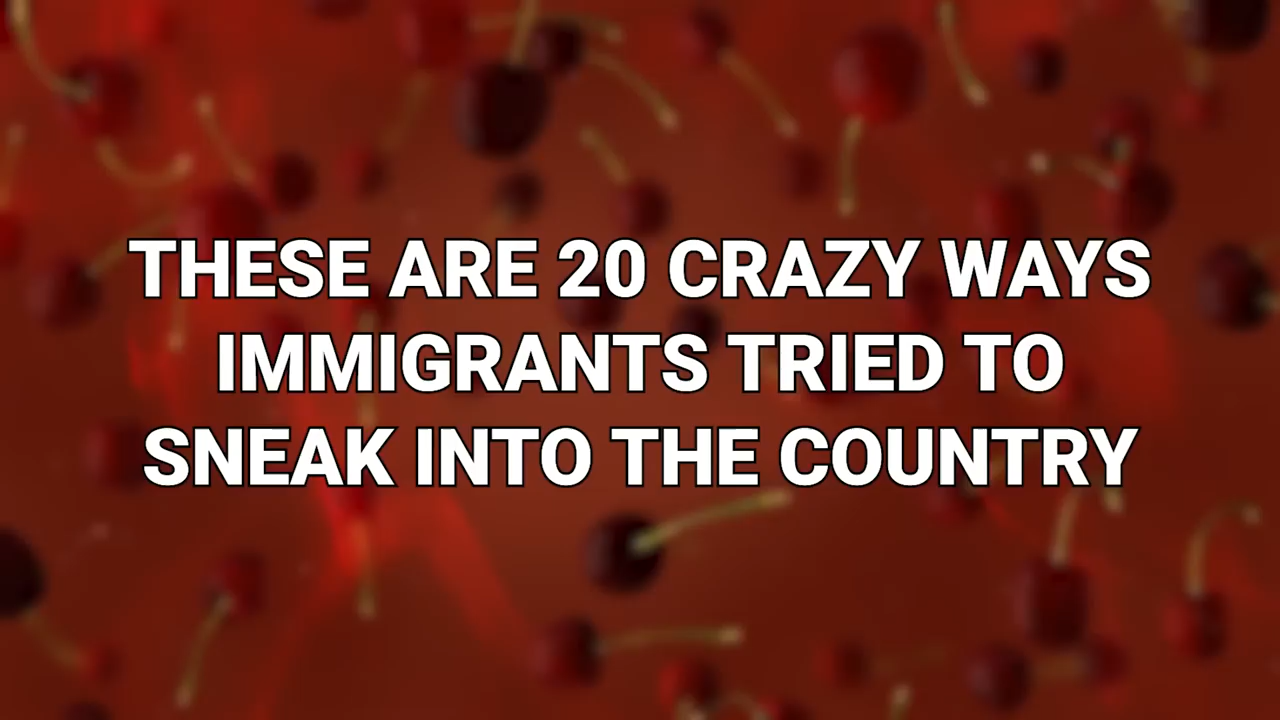 THESE ARE 20 CRAZY WAYS
IMMIGRANTS TRIED TO
SNEAK INTO THE COUNTRY